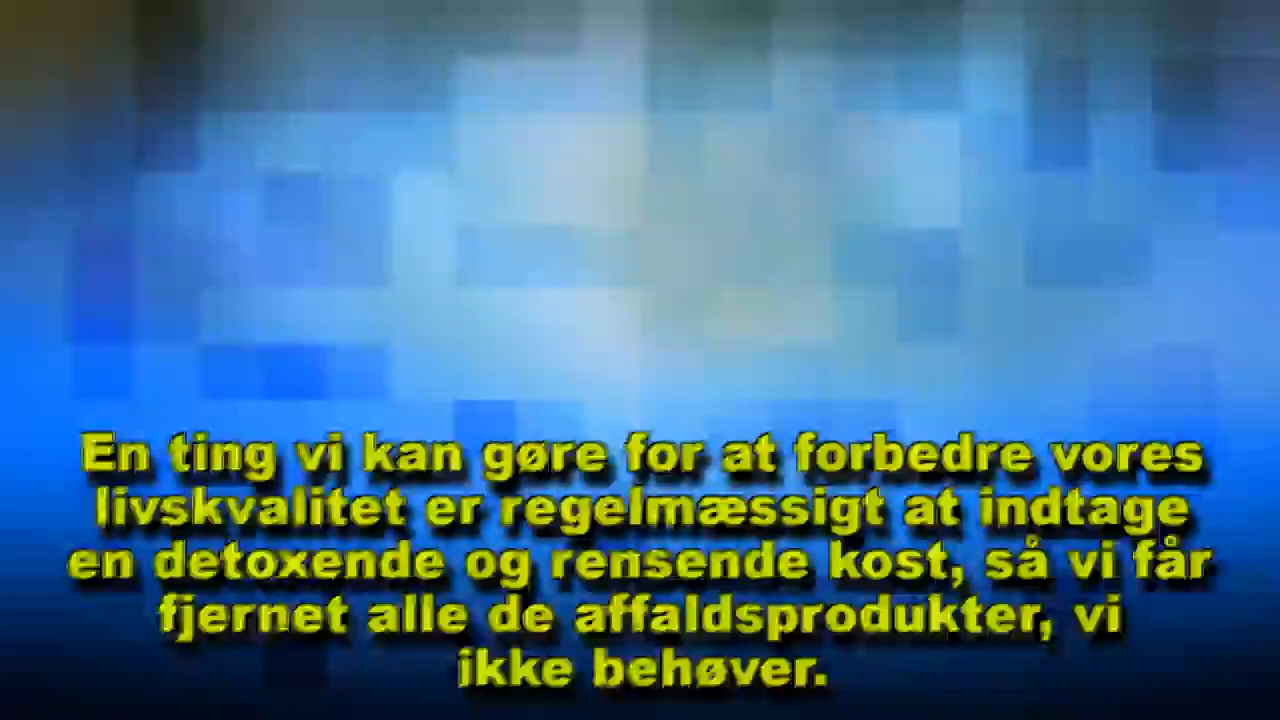 En ting vi kan gøre for at forbedre vores
livskvalitet er regelmæssigt at indtage
en detoxende og rensende kost, så vi får
fjernet alle de affaldsprodukter, vi
ikke behøver.